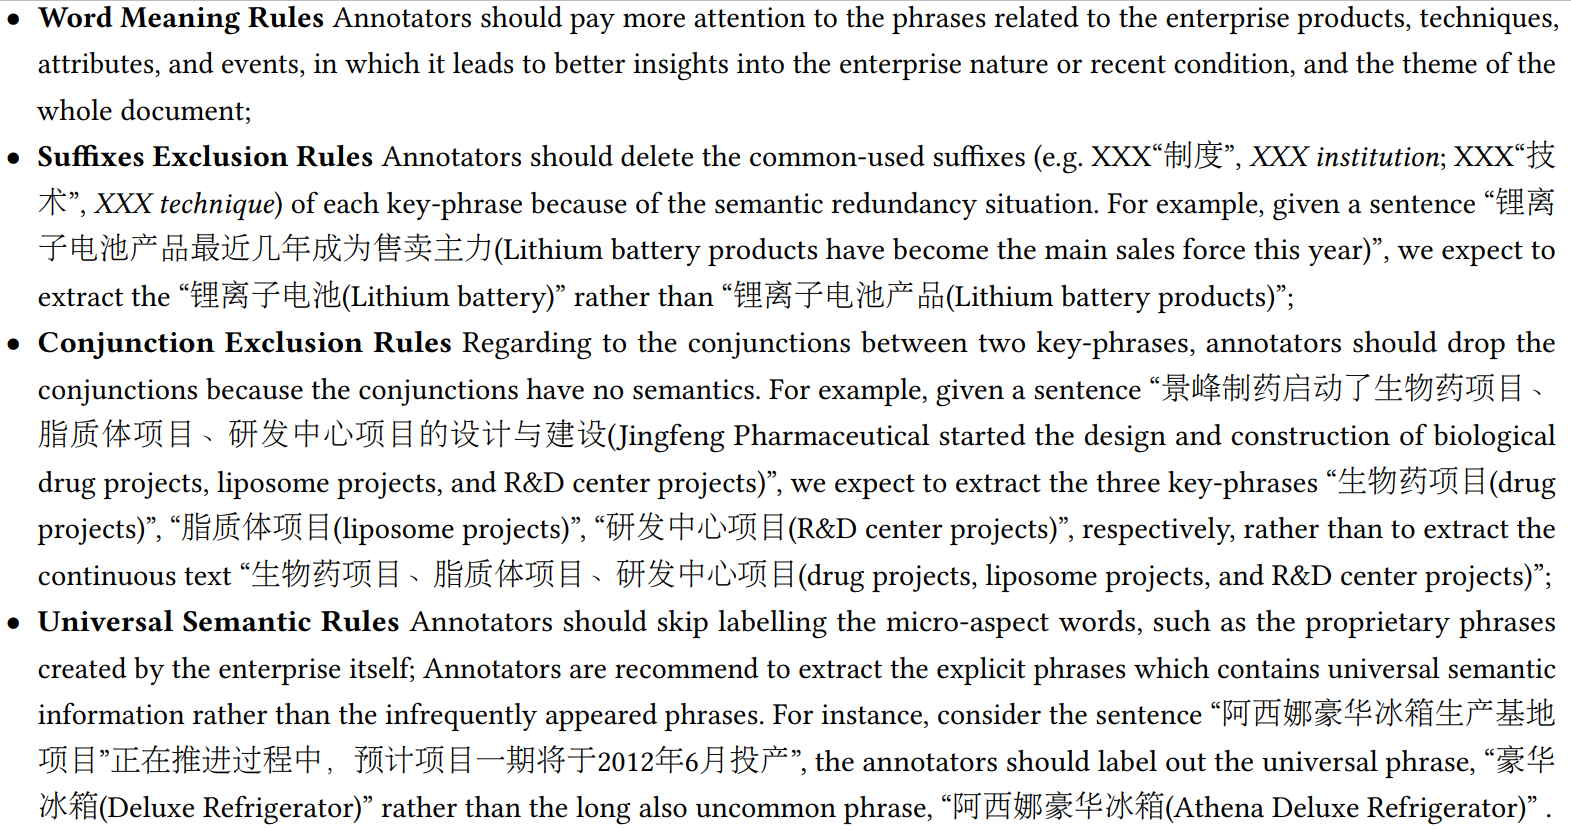 • Word Meaning Rules Annotators should pay more attention to the phrases related to the enterprise products, techniques,
attributes, and events, in which it leads to better insights into the enterprise nature or recent condition, and the theme of the
whole document;
• Suffixes Exclusion Rules Annotators should delete the common-used suffixes (e.g. XXX“制度”, XXX institution; XXX“技
术”, XXX technique) of each key-phrase because of the semantic redundancy situation. For example, given a sentence “锂离
子电池产品最近几年成为售卖主力(Lithium battery products have become the main sales force this year)”, we expect to
extract the “锂离子电池(Lithium battery)” rather than “锂离子电池产品(Lithium battery products)”;
• Conjunction Exclusion Rules Regarding to the conjunctions between two key-phrases, annotators should drop the
conjunctions because the conjunctions have no semantics. For example, given a sentence “景峰制药启动了生物药项目、
脂质体项目、研发中心项目的设计与建设(Jingfeng Pharmaceutical started the design and construction of biological
drug projects, liposome projects, and R&D center projects)”, we expect to extract the three key-phrases “生物药项目(drug
projects)”, “脂质体项目(liposome projects)”, “研发中心项目(R&D center projects)”, respectively, rather than to extract the
continuous text “生物药项目、脂质体项目、研发中心项目(drug projects, liposome projects, and R&D center projects)”;
• Universal Semantic Rules Annotators should skip labelling the micro-aspect words, such as the proprietary phrases
created by the enterprise itself; Annotators are recommend to extract the explicit phrases which contains universal semantic
information rather than the infrequently appeared phrases. For instance, consider the sentence “阿西娜豪华冰箱生产基地
项目”正在推进过程中，预计项目一期将于2012年6月投产”, the annotators should label out the universal phrase, “豪华
冰箱(Deluxe Refrigerator)” rather than the long also uncommon phrase, “阿西娜豪华冰箱(Athena Deluxe Refrigerator)” .